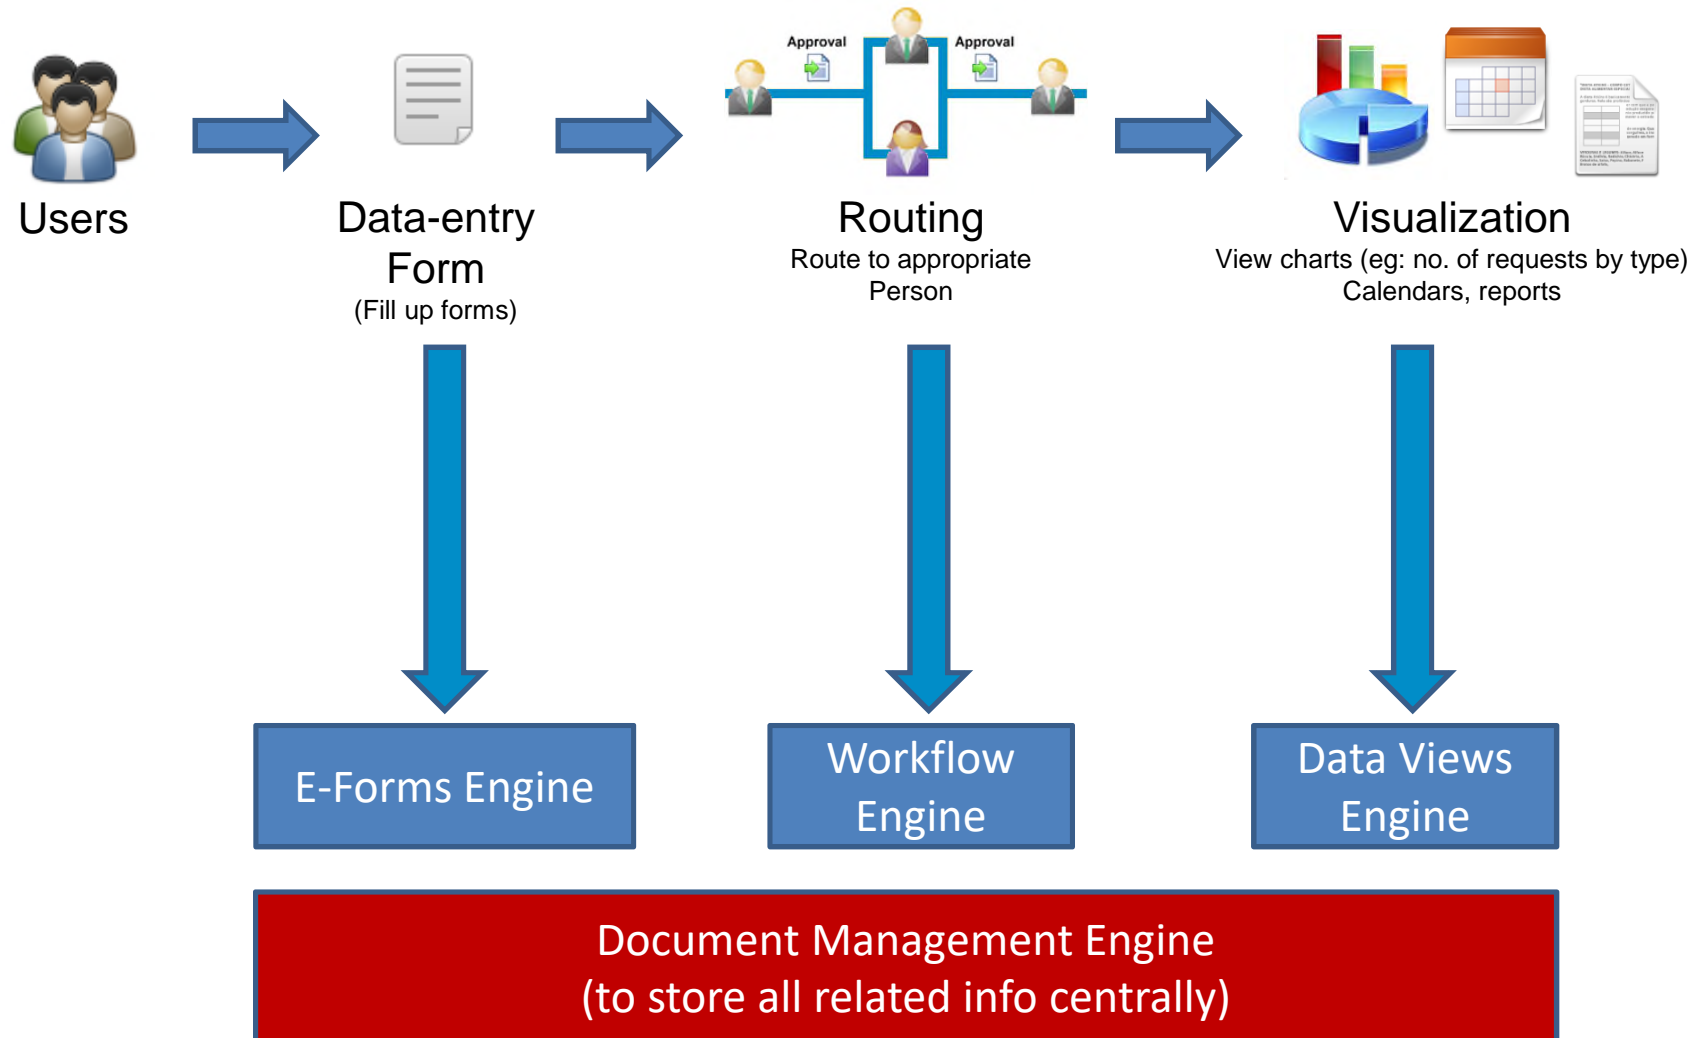 Approval
Approval
Users
Data-entry
Form
(Fill up forms)
Routing
Route to appropriate
Person
Visualization
View charts (eg: no. of requests by type)
Calendars, reports
E-Forms Engine
Workflow
Engine
Data Views
Engine
Document Management Engine
(to store all related info centrally)